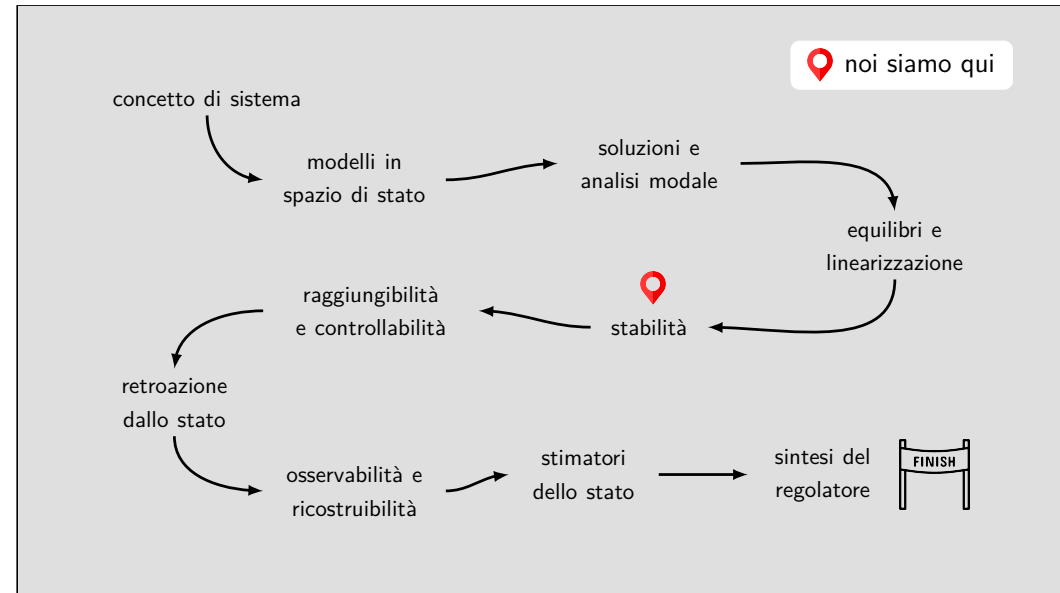 noi siamo qui
concetto di sistema
modelli in
spazio di stato
soluzioni e
analisi modale
equilibri e
linearizzazione
stabilità
raggiungibilità
e controllabilità
retroazione
dallo stato
osservabilità e
ricostruibilità
stimatori
dello stato
sintesi del
regolatore
FINISH